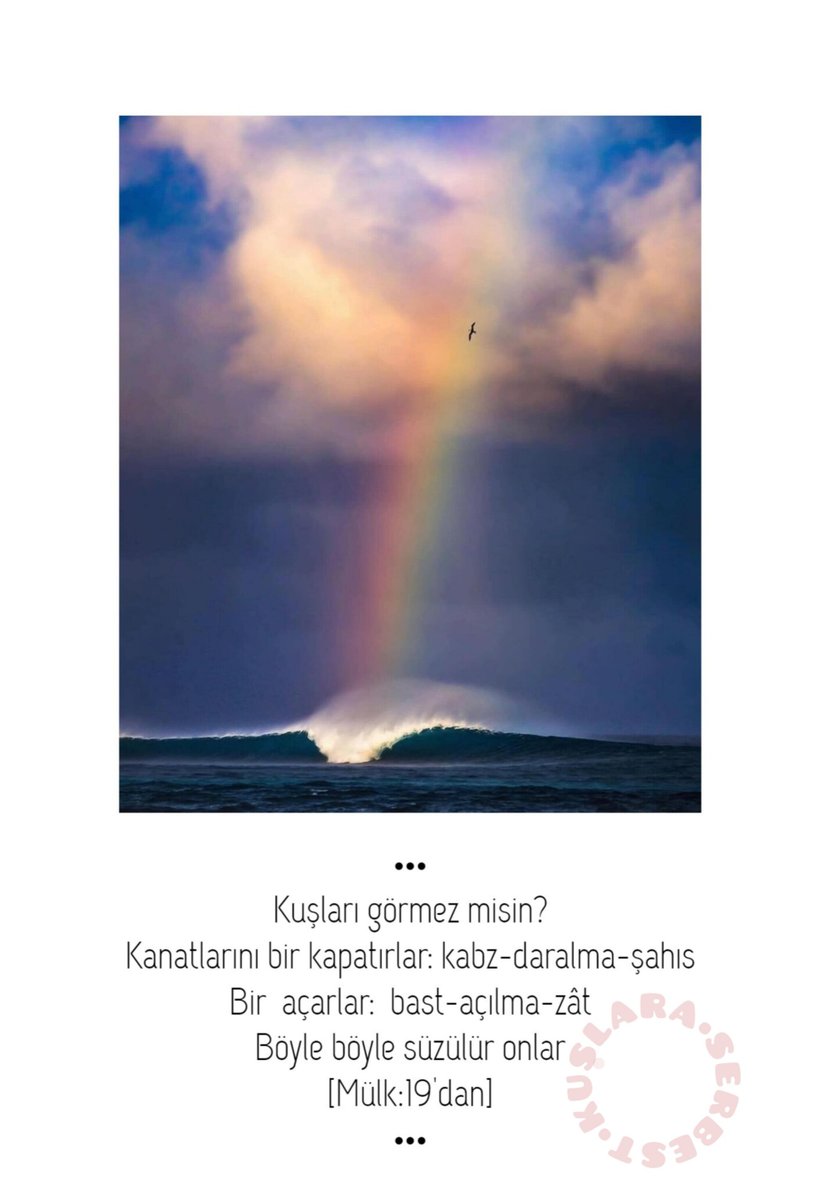 •••
Kuşları görmez misin?
Kanatlarını bir kapatırlar: kabz-daralma-şahıs
Bir açarlar: bast-açılma-zât
Böyle böyle süzülür onlar
[Mülk:19'dan]
•••
KUŞLARA•SERBEST•